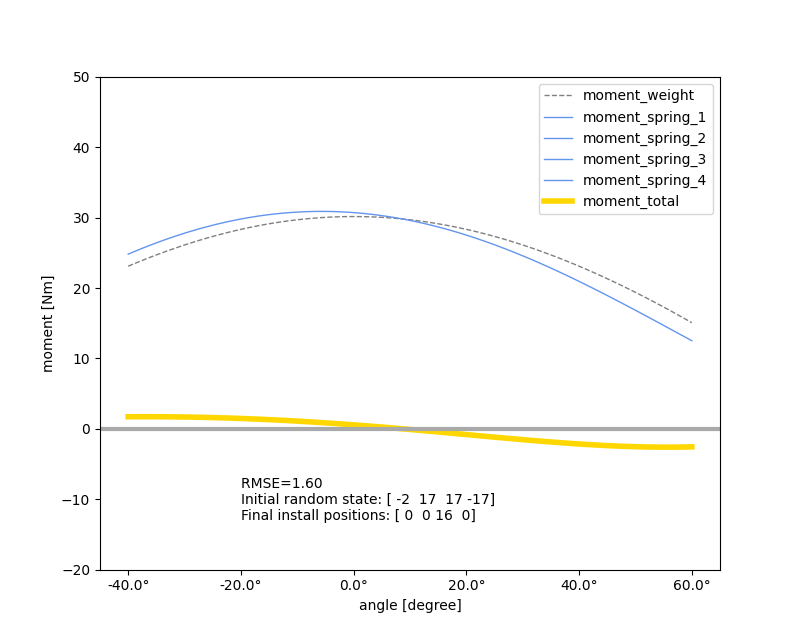 50
40
30
20
10
0
−10
−20
moment [Nm]
moment_weight
moment_spring_1
moment_spring_2
moment_spring_3
moment_spring_4
moment_total
RMSE=1.60
Initial random state: [ -2  17  17 -17]
Final install positions: [ 0  0 16  0]
-40.0° -20.0° 0.0° 20.0° 40.0° 60.0°
angle [degree]